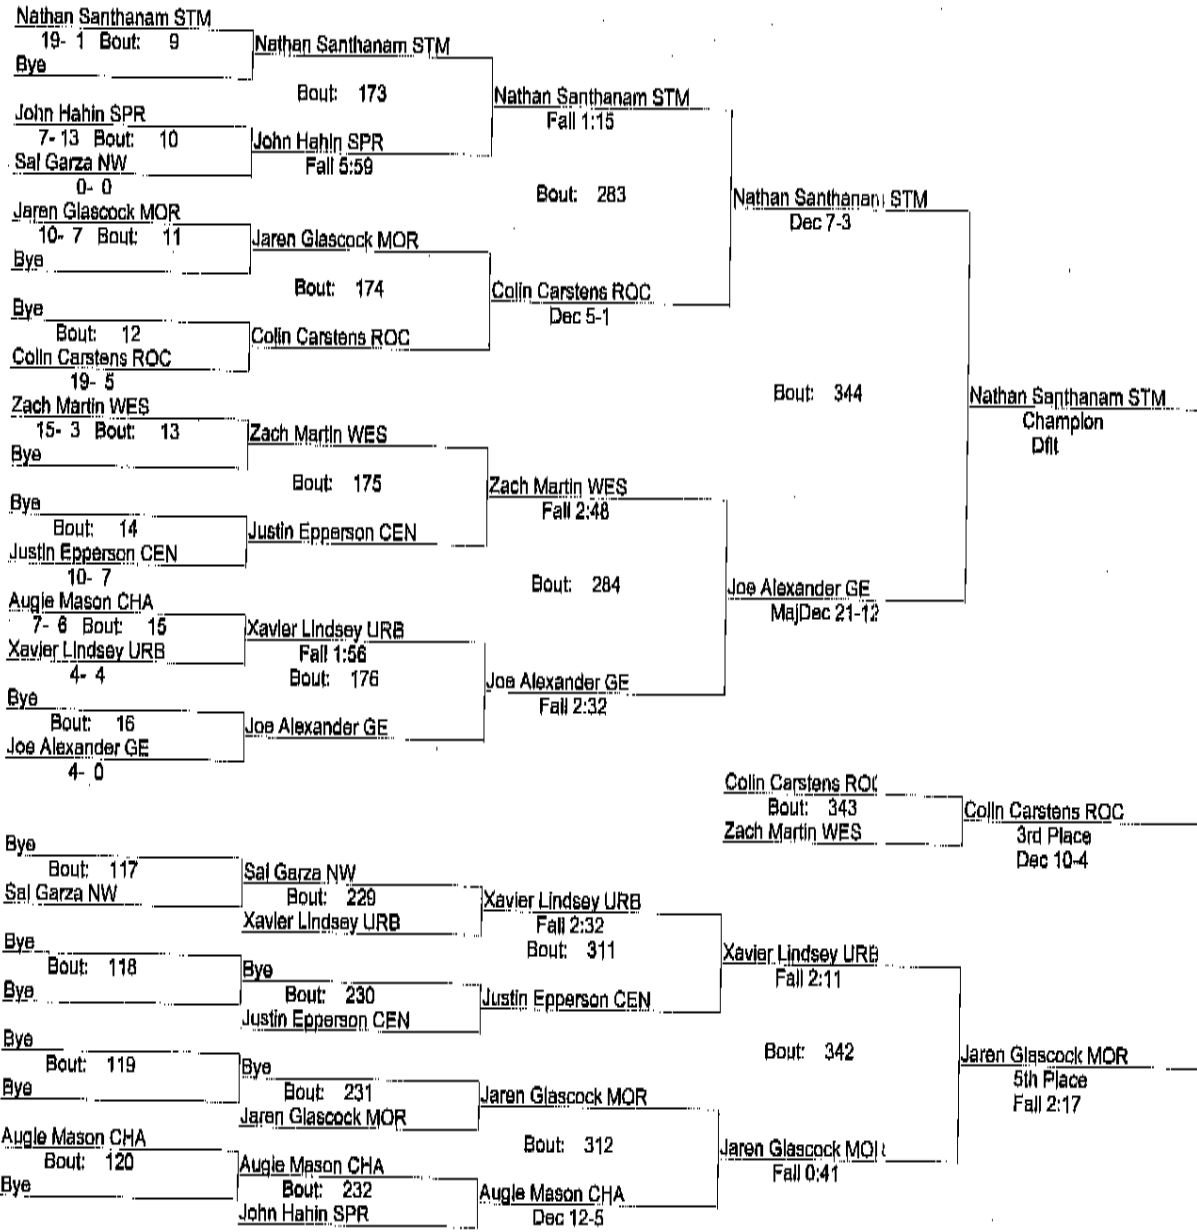 Nathan Santhanam STM
19- 1 Bout: 9
Bye
Nathan Santhanam STM
Bout: 173
John Hahin SPR
7- 13 Bout: 10
Sal Garza NW
0- 0
John Hahin SPR
Fall 5:59
Nathan Santhanam STM
Fall 1:15
Bout: 283
Jaren Glascock MOR
10- 7 Bout: 11
Bye
Jaren Glascock MOR
Bout: 174
Bye
Bout: 12
Colin Carstens ROC
19- 5
Colin Carstens ROC
Colin Carstens ROC
Dec 5-1
Nathan Santhanam STM
Dec 7-3
Bout: 344
Nathan Santhanam STM
Champion
Dflt
Zach Martin WES
15- 3 Bout: 13
Bye
Zach Martin WES
Bout: 175
Bye
Bout: 14
Justin Epperson CEN
10- 7
Justin Epperson CEN
Zach Martin WES
Fall 2:48
Bout: 284
Augie Mason CHA
7- 6 Bout: 15
Xavier Lindsey URB
4- 4
Xavier Lindsey URB
Fall 1:56
Bout: 176
Bye
Bout: 16
Joe Alexander GE
4- 0
Joe Alexander GE
Joe Alexander GE
Fall 2:32
Joe Alexander GE
MajDec 21-12
Colin Carstens ROC
Bout: 343
Zach Martin WES
Colin Carstens ROC
3rd Place
Dec 10-4
Bye
Bout: 117
Sal Garza NW
Sal Garza NW
Bout: 229
Xavier Lindsey URB
Xavier Lindsey URB
Fall 2:32
Bout: 311
Bye
Bout: 118
Bye
Bye
Bout: 230
Justin Epperson CEN
Justin Epperson CEN
Xavier Lindsey URB
Fall 2:11
Bout: 342
Bye
Bout: 119
Bye
Bye
Bout: 231
Jaren Glascock MOR
Jaren Glascock MOR
Bout: 312
Augie Mason CHA
Bout: 120
Bye
Augie Mason CHA
Bout: 232
John Hahin SPR
Augie Mason CHA
Dec 12-5
Jaren Glascock MOR
Fall 0:41
Jaren Glascock MOR
5th Place
Fall 2:17